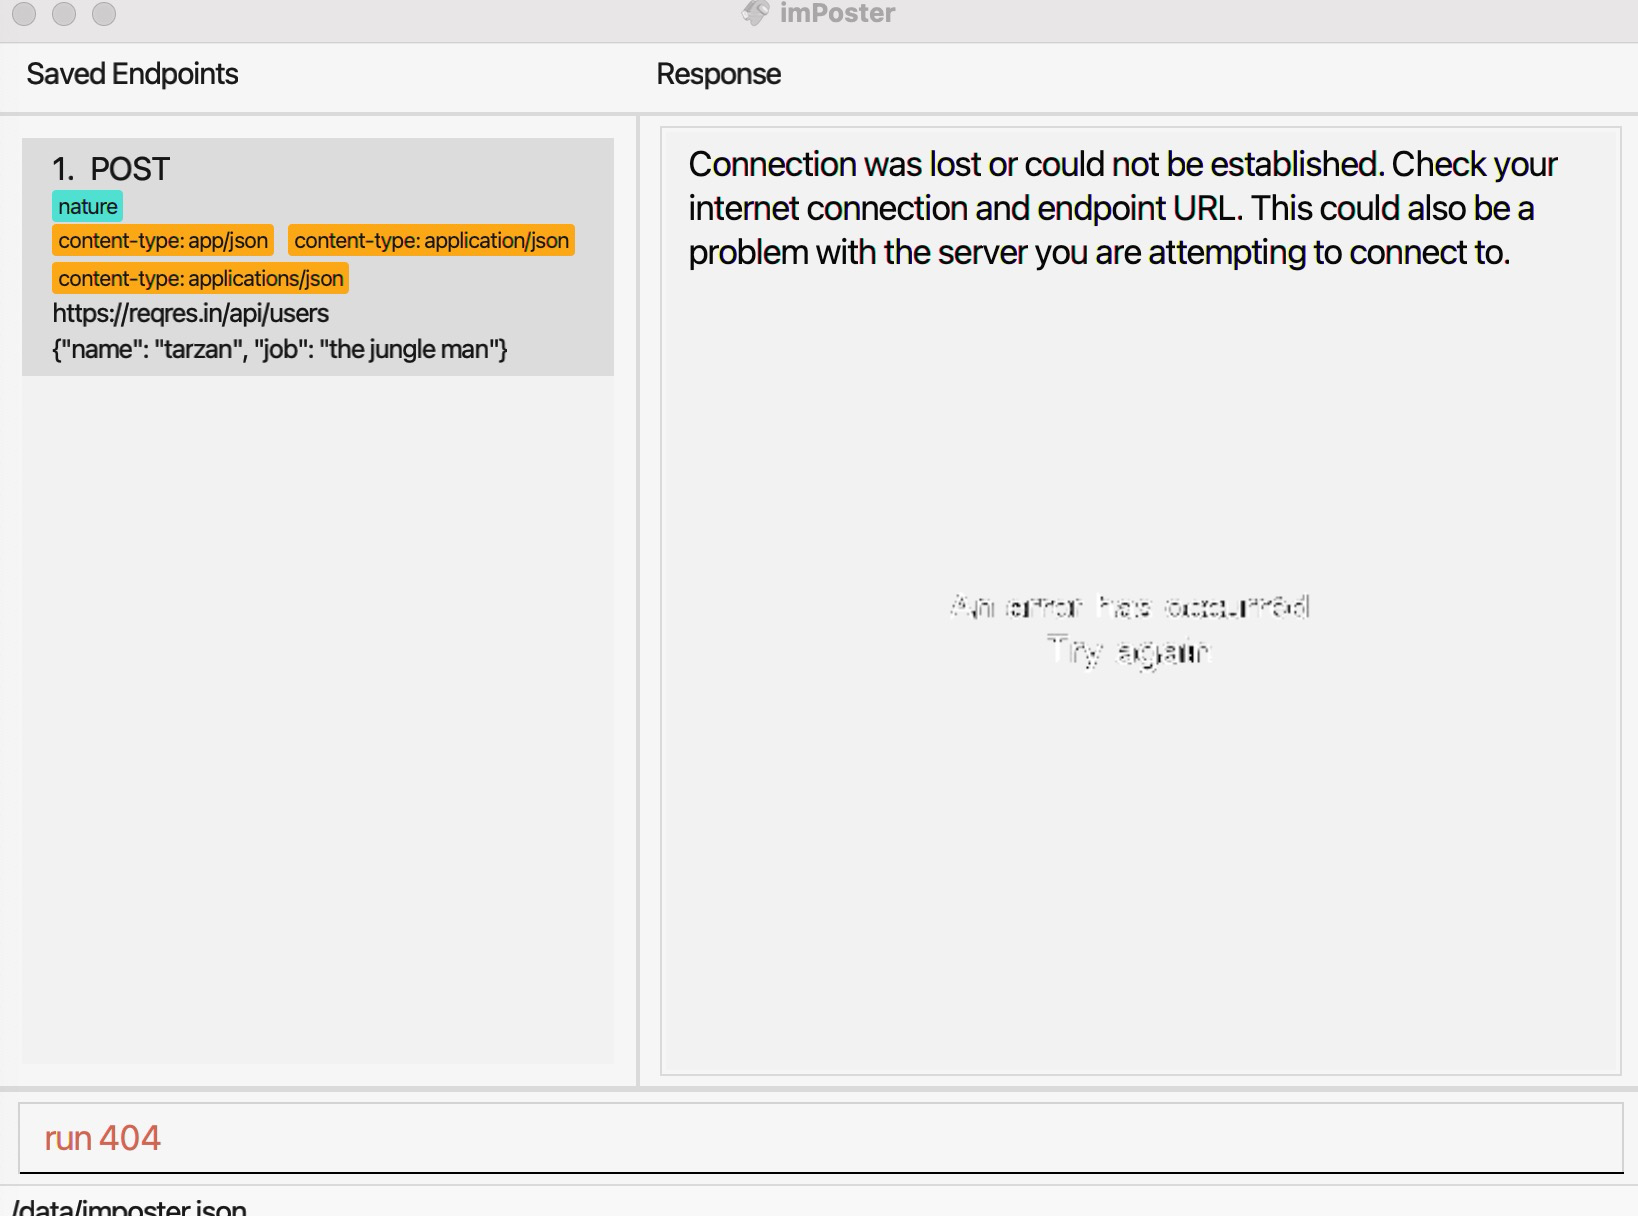 imPoster
Saved Endpoints
Response
1. POST
nature
content-type: app/json content-type: application/json
content-type: applications/json
https://reqres.in/api/users
{"name": "tarzan", "job": "the jungle man"}
Connection was lost or could not be established. Check your
internet connection and endpoint URL. This could also be a
problem with the server you are attempting to connect to.
An error has occurred
Try again
run 404
/data/imposter.json